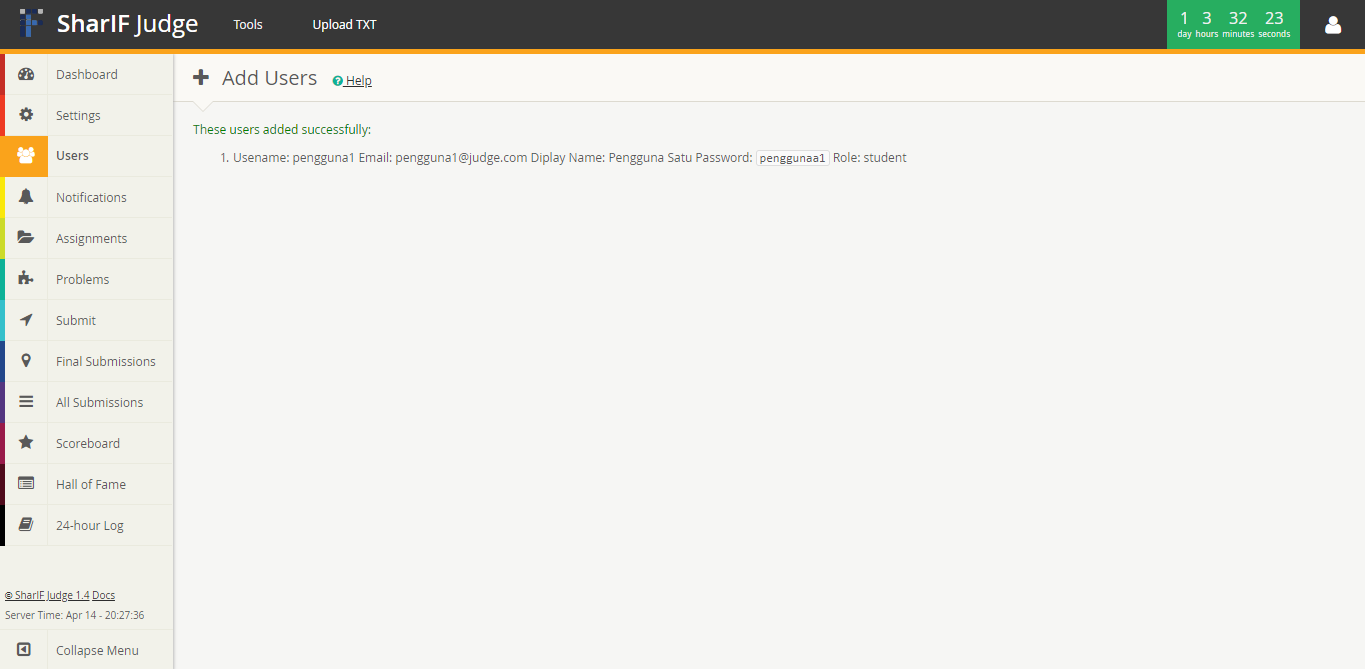 SharIF Judge Tools Upload TXT 1 3 32 23
day hours minutes seconds
Dashboard
Settings
Users
Notifications
Assignments
Problems
Submit
Final Submissions
All Submissions
Scoreboard
Hall of Fame
24-hour Log
© SharIF Judge 1.4 Docs
Server Time: Apr 14 - 20:27:36
Collapse Menu
Add Users Help
These users added successfully:
1. Usename: pengguna1 Email: pengguna1@judge.com Diplay Name: Pengguna Satu Password: penggunaa1 Role: student